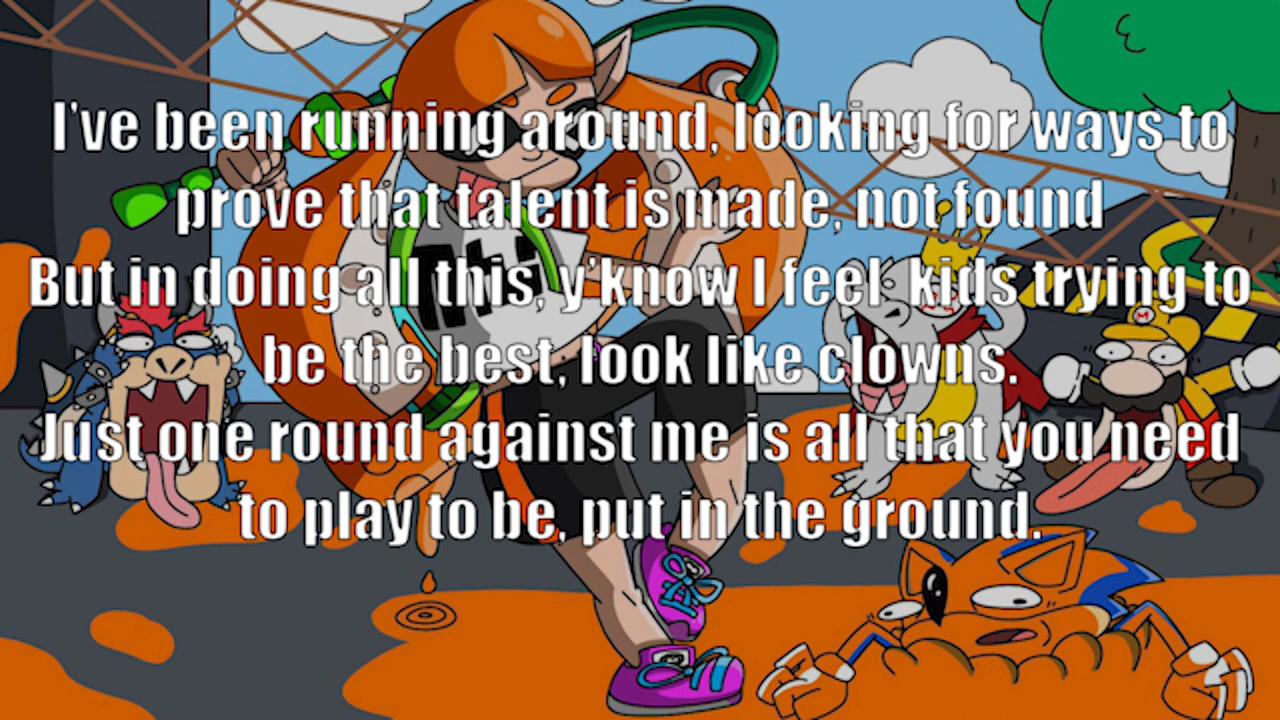 I've been running around, looking for ways to
prove that talent is made, not found
But in doing all this, y'know I feel kids trying to
be the best, look like clowns.
Just one round against me is all that you need
to play to be, put in the ground.
M